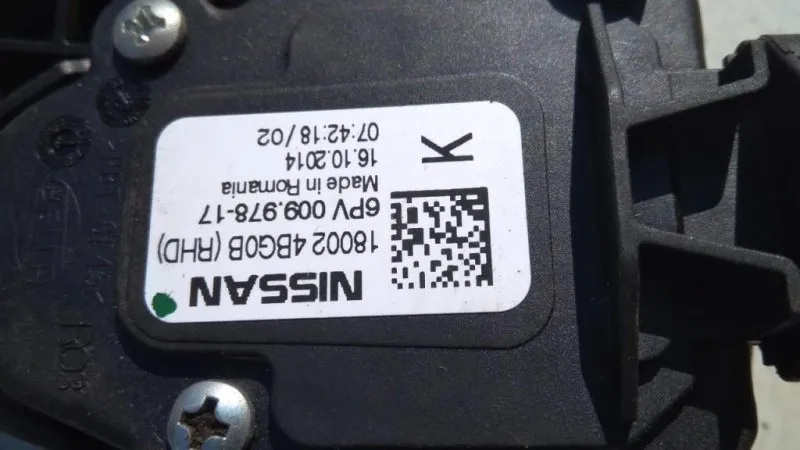 NISSAN
18002 4BG0B (RHD)
6PV 009.978-17
Made in Romania
16.10.2014
07:42:18/02
K